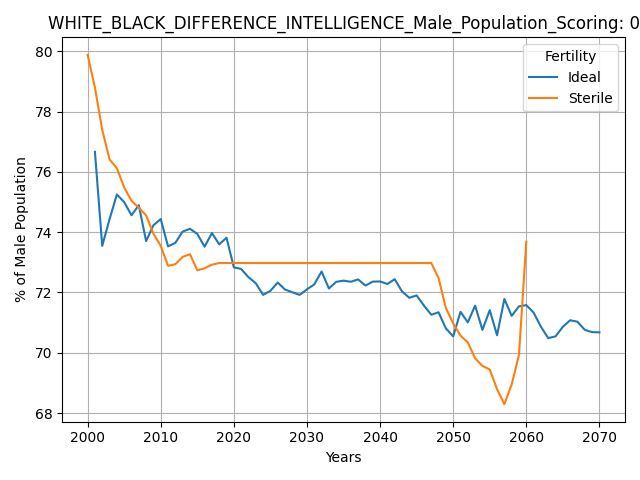 WHITE_BLACK_DIFFERENCE_INTELLIGENCE_Male_Population_Scoring: 0
Fertility
Ideal
Sterile
% of Male Population
80
78
76
74
72
70
68
2000 2010 2020 2030 2040 2050 2060 2070
Years